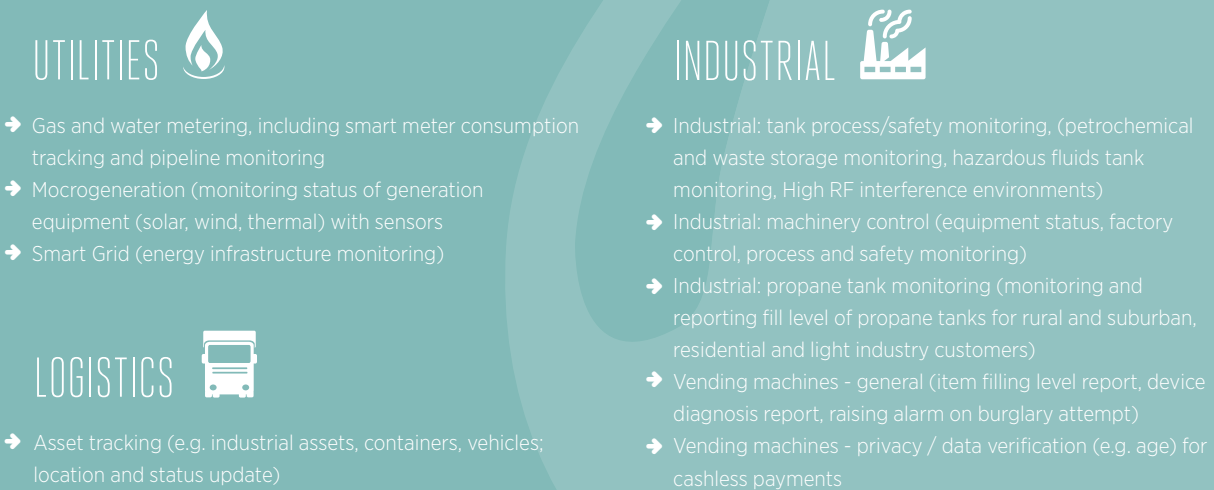 UTILITIES
Gas and water metering, including smart meter consumption
tracking and pipeline monitoring
Mocrogeneration (monitoring status of generation
equipment (solar, wind, thermal) with sensors
Smart Grid (energy infrastructure monitoring)
LOGISTICS
Asset tracking (e.g. industrial assets, containers, vehicles;
location and status update)
INDUSTRIAL
Industrial: tank process/safety monitoring, (petrochemical
and waste storage monitoring, hazardous fluids tank
monitoring, High RF interference environments)
Industrial: machinery control (equipment status, factory
control, process and safety monitoring)
Industrial: propane tank monitoring (monitoring and
reporting fill level of propane tanks for rural and suburban,
residential and light industry customers)
Vending machines - general (item filling level report, device
diagnosis report, raising alarm on burglary attempt)
Vending machines - privacy / data verification (e.g. age) for
cashless payments